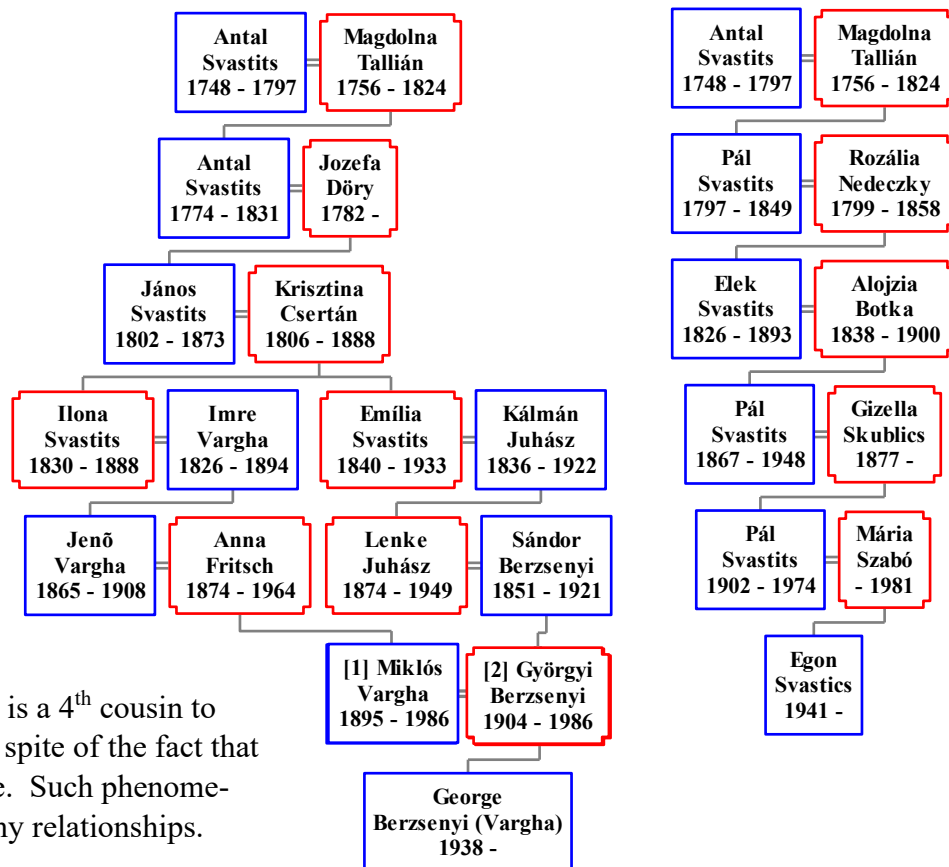 Antal
Svastits
1748 - 1797
Magdolna
Tallián
1756 - 1824
Antal
Svastits
1774 - 1831
Jozefa
Döry
1782 -
János
Svastits
1802 - 1873
Krisztina
Csertán
1806 - 1888
Ilona
Svastits
1830 - 1888
Imre
Vargha
1826 - 1894
Emília
Svastits
1840 - 1933
Kálmán
Juhász
1836 - 1922
Jenõ
Vargha
1865 - 1908
Anna
Fritsch
1874 - 1964
Lenke
Juhász
1874 - 1949
Sándor
Berzsenyi
1851 - 1921
[1] Miklós
Vargha
1895 - 1986
[2] Györgyi
Berzsenyi
1904 - 1986
George
Berzsenyi (Vargha)
1938 -
Antal
Svastits
1748 - 1797
Magdolna
Tallián
1756 - 1824
Pál
Svastits
1797 - 1849
Rozália
Nedeczky
1799 - 1858
Elek
Svastits
1826 - 1893
Alojzia
Botka
1838 - 1900
Pál
Svastits
1867 - 1948
Gizella
Skublics
1877 -
Pál
Svastits
1902 - 1974
Mária
Szabó
- 1981
Egon
Svastics
1941 -
is a 4th cousin to
spite of the fact that
e. Such phenome-
ny relationships.